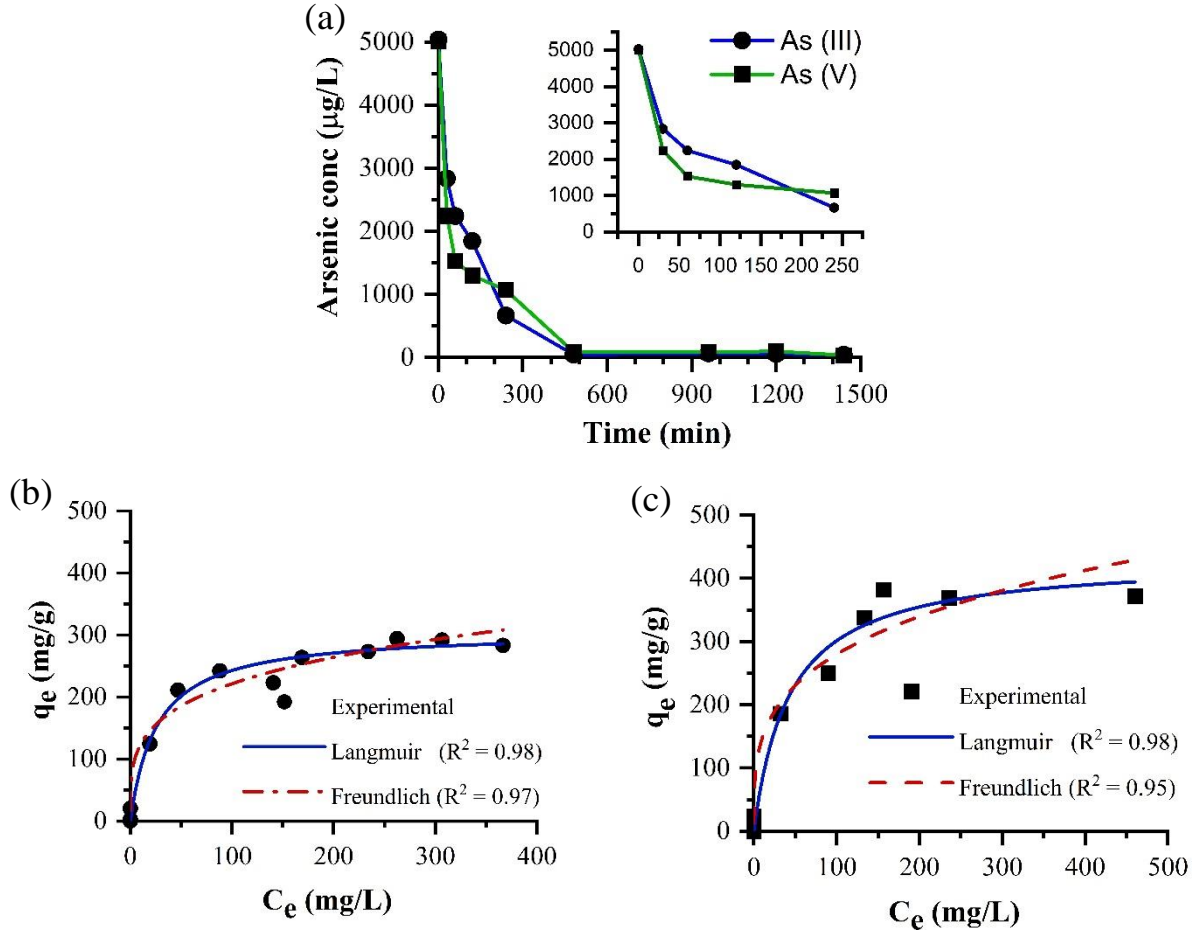 (a)
As (III)
As (V)
Arsenic conc (µg/L)
5000
4000
3000
2000
1000
0
5000
4000
3000
2000
1000
0
0 50 100 150 200 250
0 300 600 900 1200 1500
Time (min)
(b)
q_e (mg/g)
500
400
300
200
100
0
Experimental
Langmuir (R² = 0.98)
Freundlich (R² = 0.97)
0 100 200 300 400
C_e (mg/L)
(c)
q_e (mg/g)
500
400
300
200
100
0
Experimental
Langmuir (R² = 0.98)
Freundlich (R² = 0.95)
0 100 200 300 400 500
C_e (mg/L)